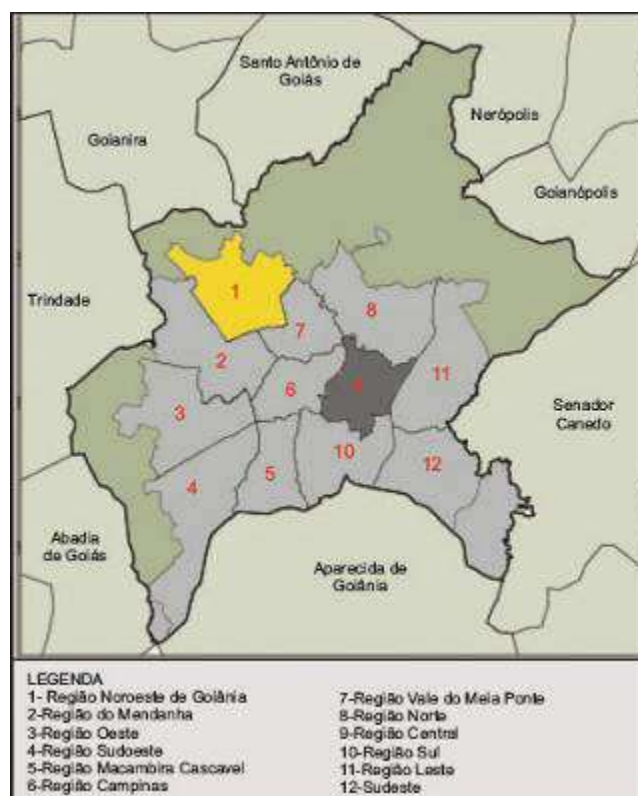 Santo Antônio de
Goiás
Nerópolis
Goianira
Goianópolis
Trindade
1
8
7
2
6
9
11
3
Senador
Canedo
10
12
4
5
Abadia
de Goiás
Aparecida de
Goiânia
LEGENDA
1- Região Noroeste de Goiânia
2-Região do Mendanha
3-Região Oeste
4-Região Sudoeste
5-Região Macambira Cascavel
6-Região Campinas
7-Região Vale do Meia Ponte
8-Região Norte
9-Região Central
10-Região Sul
11-Região Leste
12-Sudeste